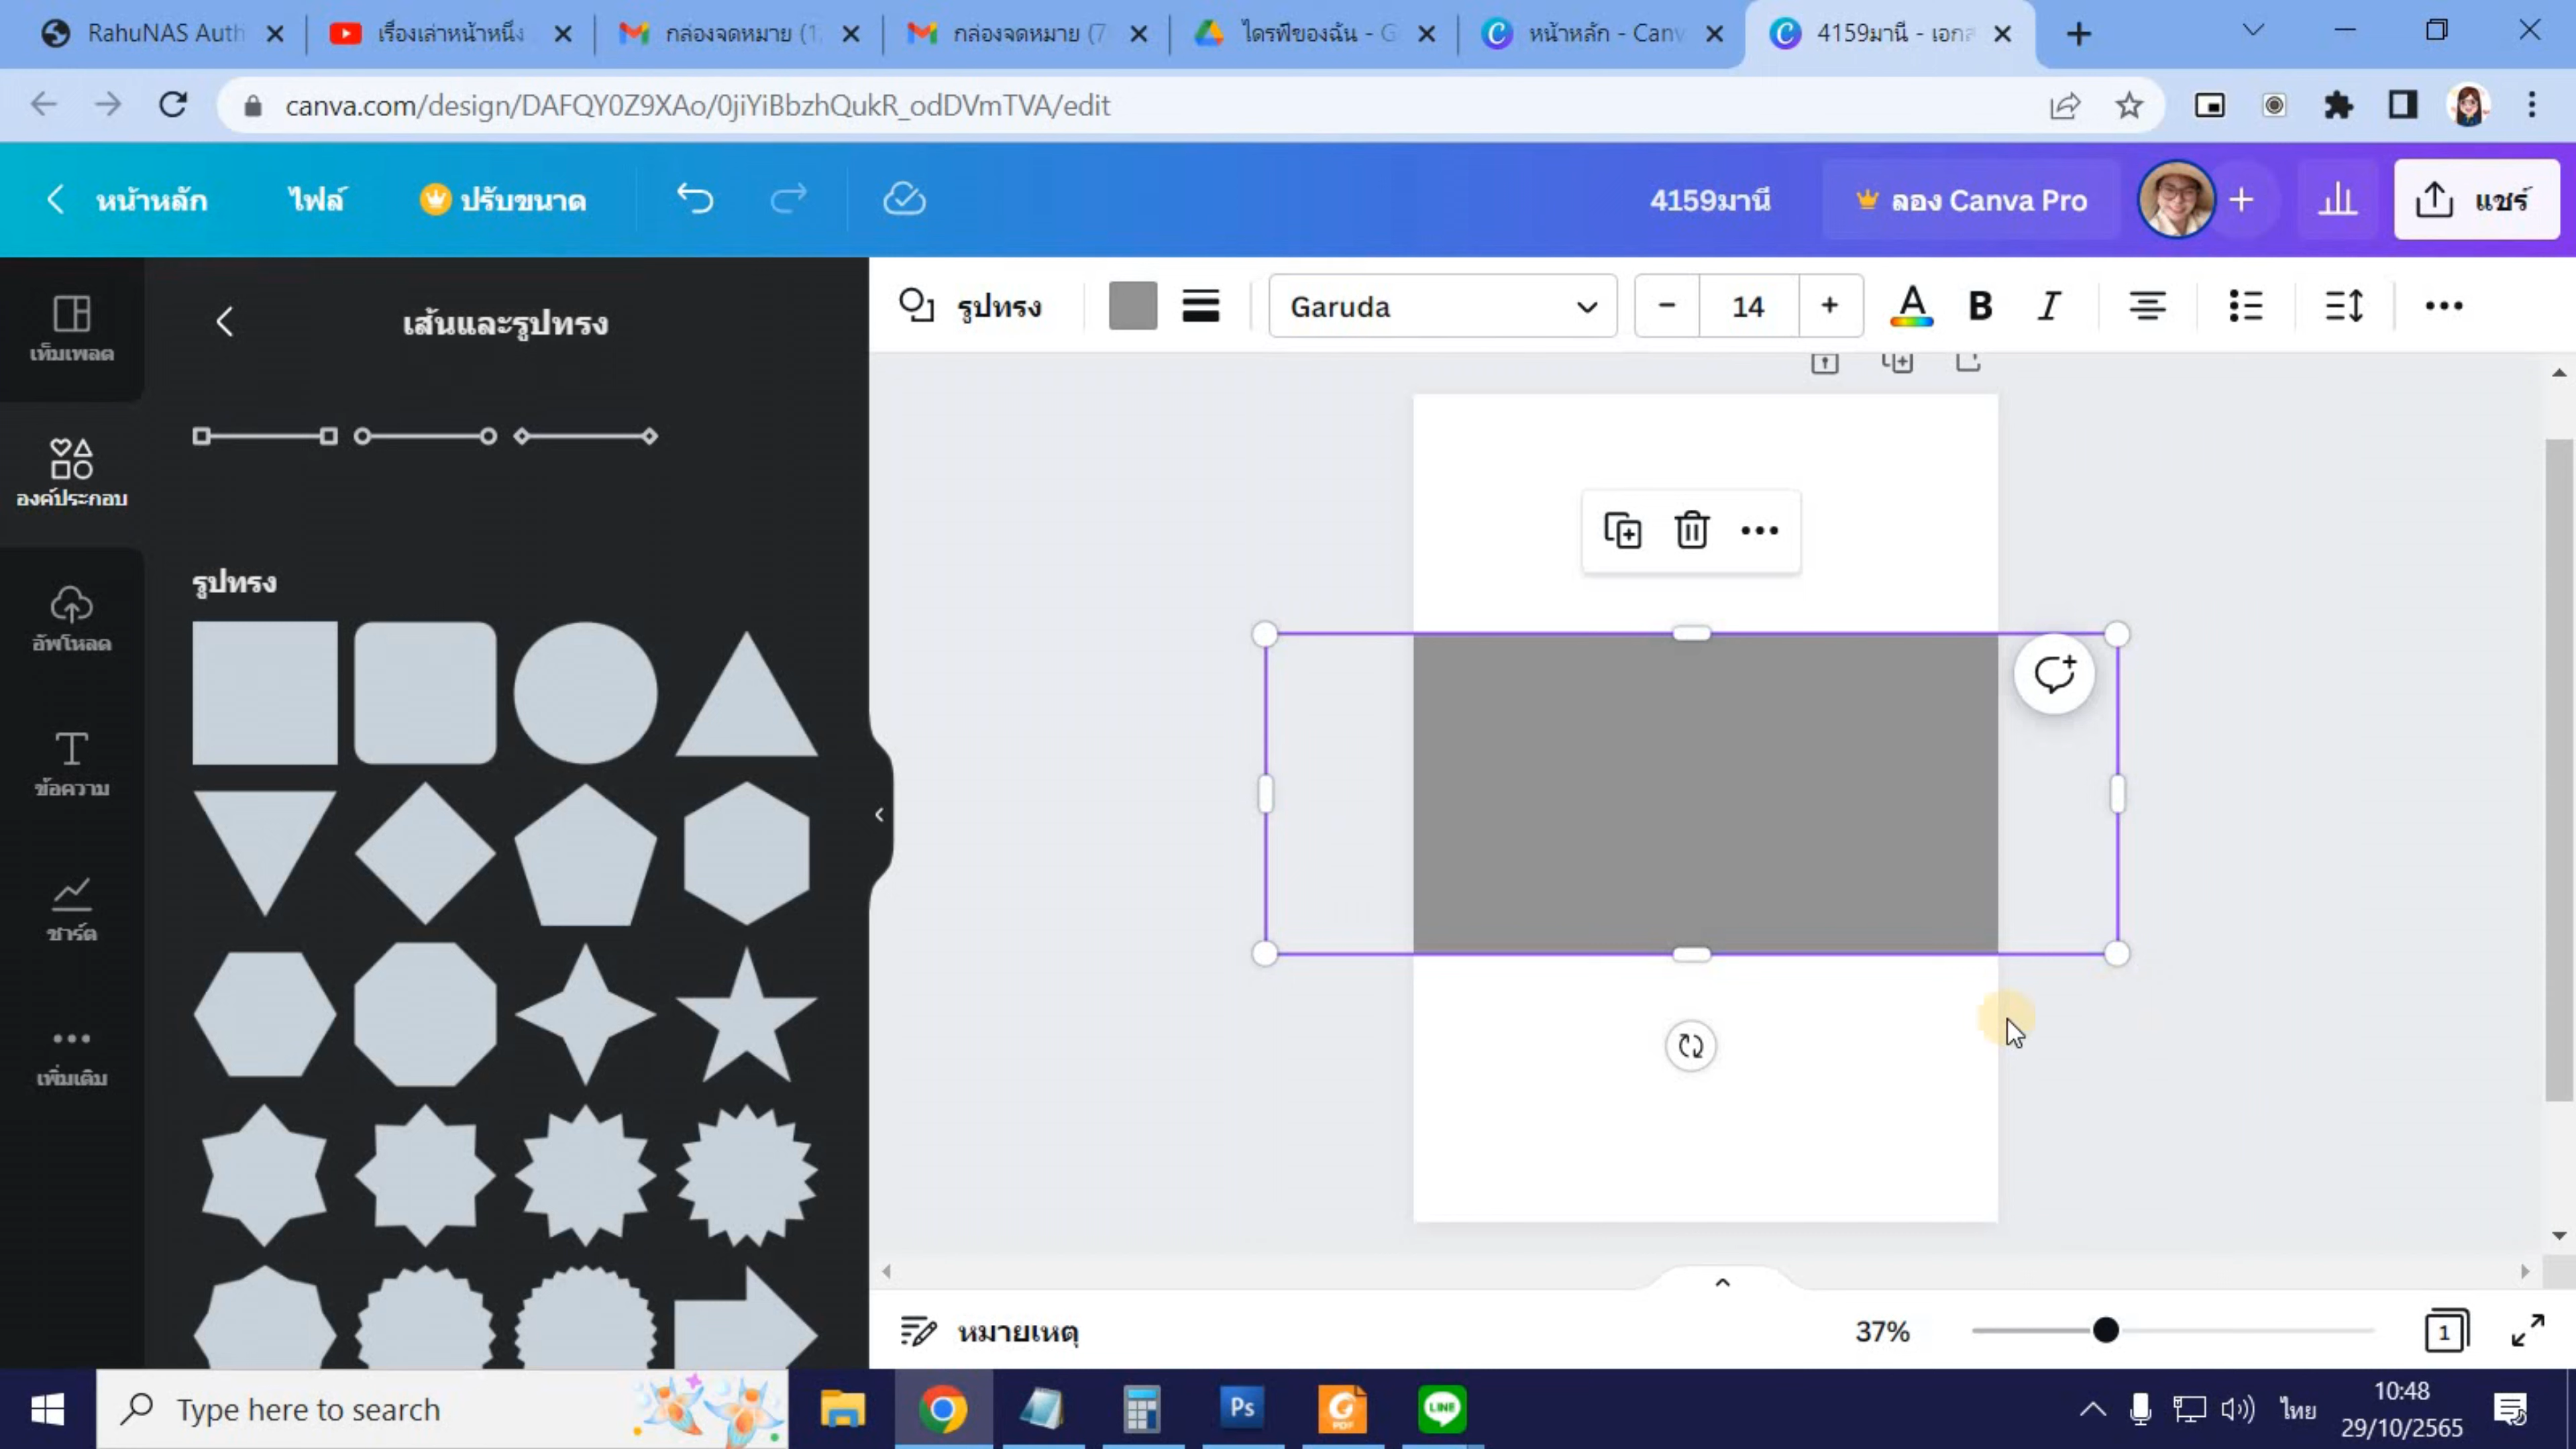 RahuNAS Auth
เรื่องเล่าหน้าหนึ่ง
กล่องจดหมาย (1
กล่องจดหมาย (7
ไดรฟ์ของฉัน - G
หน้าหลัก - Canv
4159มานี - เอกส
canva.com/design/DAFQY0Z9XAo/0jiYiBbzhQukR_odDVmTVA/edit
หน้าหลัก
ไฟล์
ปรับขนาด
4159มานี
ลอง Canva Pro
แชร์
เท็มเพลต
เส้นและรูปทรง
รูปทรง
Garuda
14
องค์ประกอบ
รูปทรง
อัพโหลด
ข้อความ
ชาร์ต
เพิ่มเติม
หมายเหตุ
37%
1
Type here to search
Ps
PDF
LINE
ไทย
10:48
29/10/2565